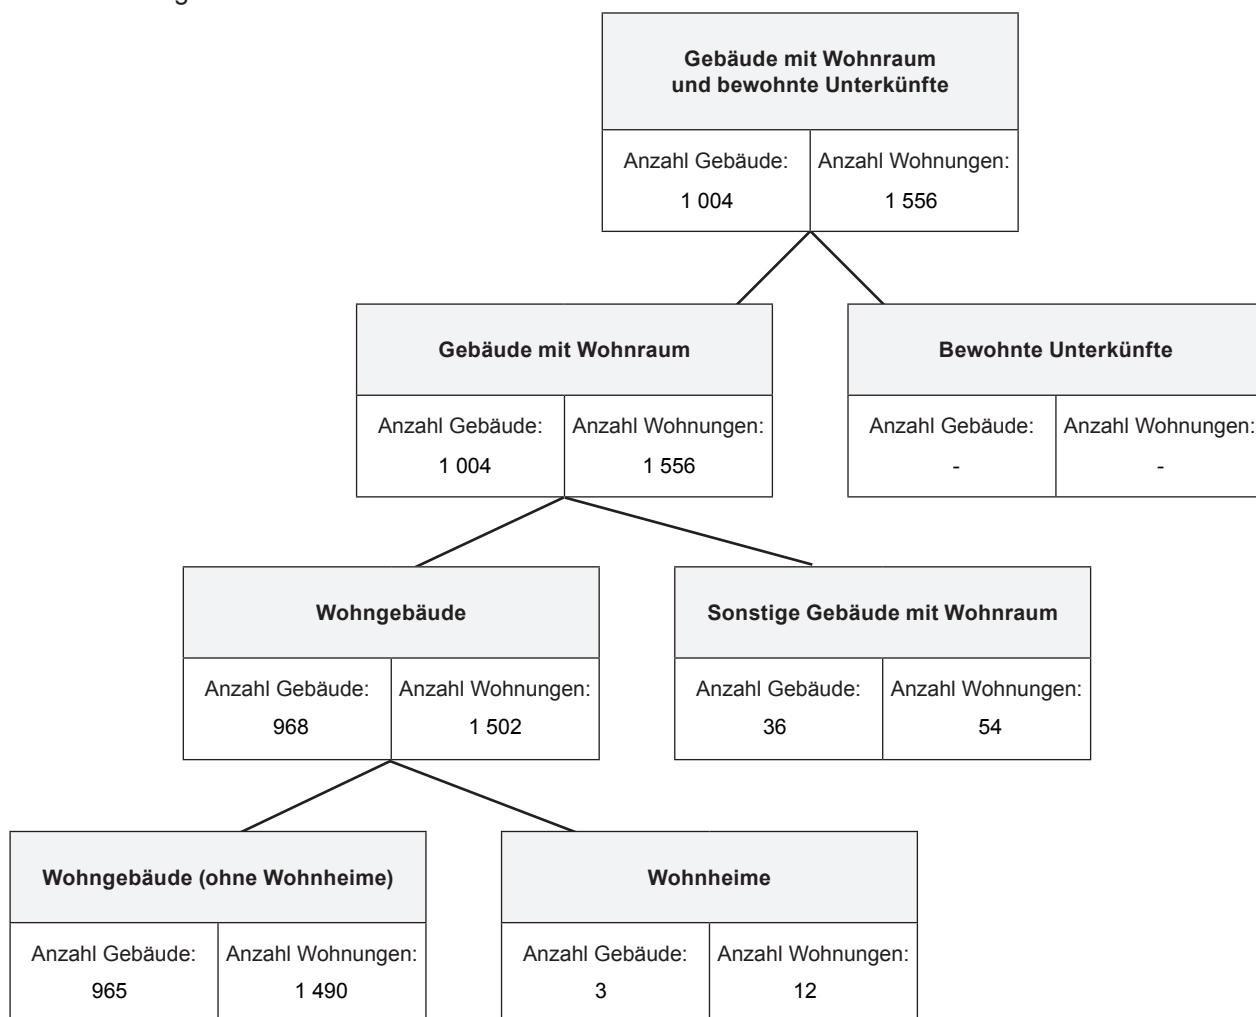 Gebäude mit Wohnraum
und bewohnte Unterkünfte
Anzahl Gebäude: Anzahl Wohnungen:
1 004 1 556
Gebäude mit Wohnraum
Anzahl Gebäude: Anzahl Wohnungen:
1 004 1 556
Bewohnte Unterkünfte
Anzahl Gebäude: Anzahl Wohnungen:
- -
Wohngebäude
Anzahl Gebäude: Anzahl Wohnungen:
968 1 502
Sonstige Gebäude mit Wohnraum
Anzahl Gebäude: Anzahl Wohnungen:
36 54
Wohngebäude (ohne Wohnheime)
Anzahl Gebäude: Anzahl Wohnungen:
965 1 490
Wohnheime
Anzahl Gebäude: Anzahl Wohnungen:
3 12